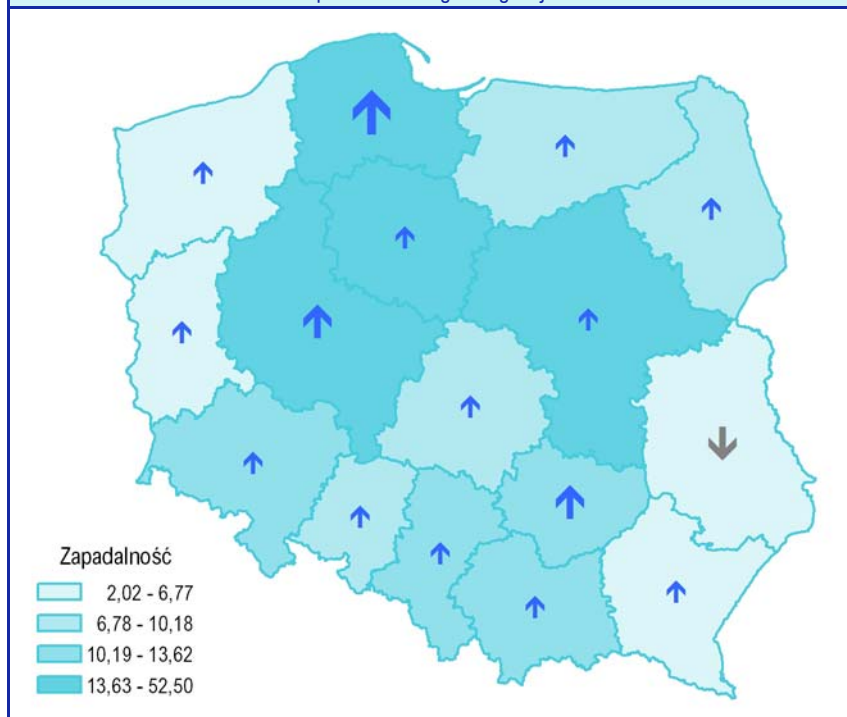 Zapadalność
2,02 - 6,77
6,78 - 10,18
10,19 - 13,62
13,63 - 52,50